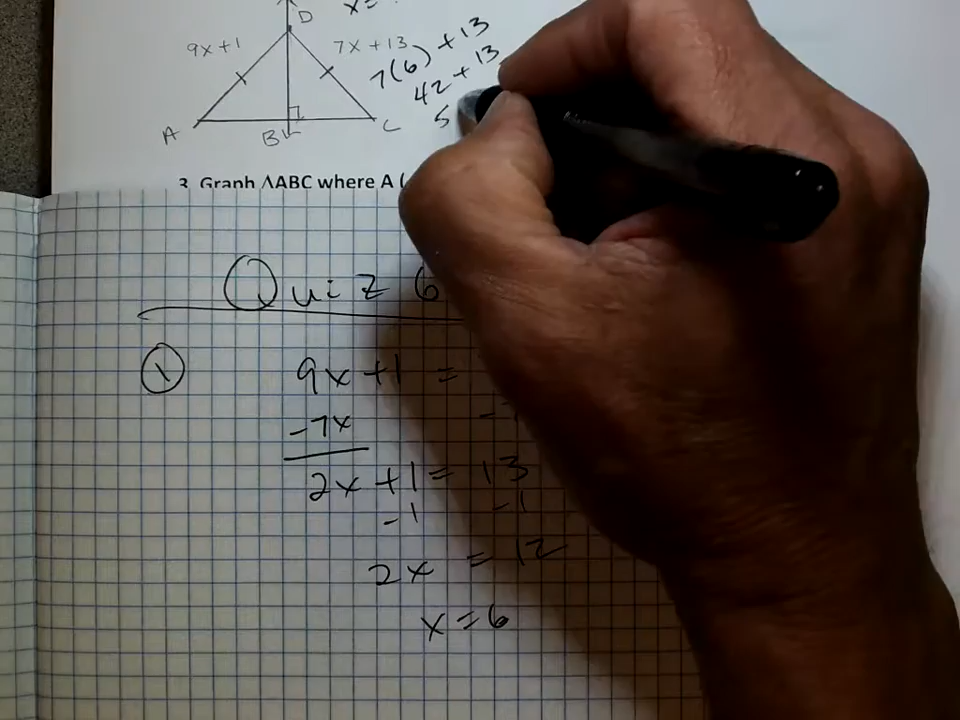 D
x =
9x+1
7x+13
7(6) + 13
42 + 13
5
A
B
C
3. Graph ΛABC where A (
Quiz 6
1
9x +1 =
-7x
2x +1 = 13
-1 -1
2x = 12
x = 6